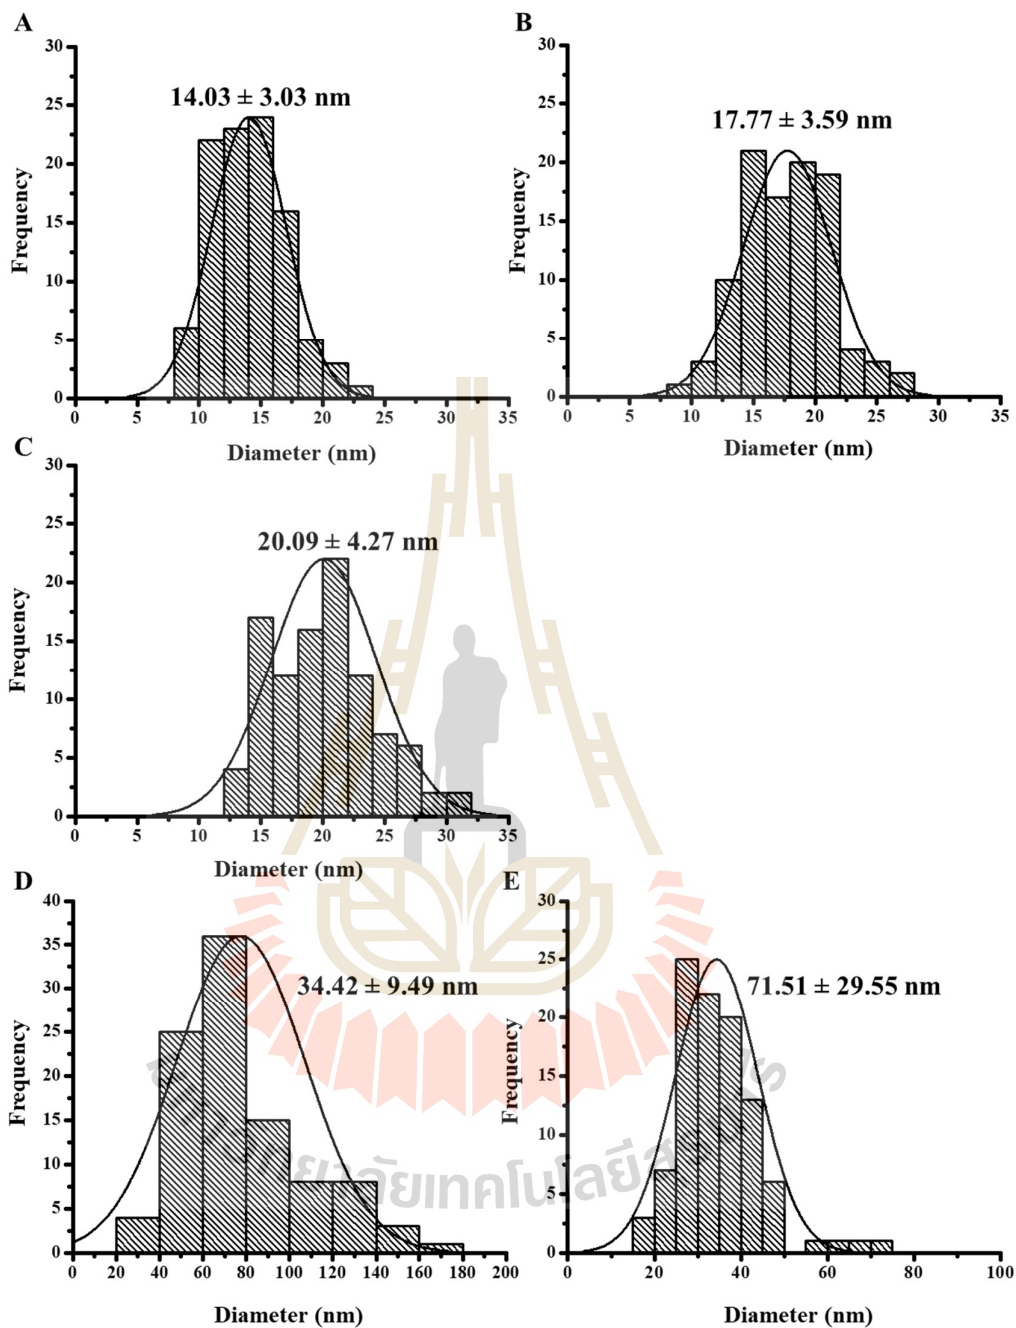 A
30
25
20
15
10
5
0
Frequency
14.03 ± 3.03 nm
0 5 10 15 20 25 30 35
Diameter (nm)
B
30
25
20
15
10
5
0
Frequency
17.77 ± 3.59 nm
0 5 10 15 20 25 30 35
Diameter (nm)
C
30
25
20
15
10
5
0
Frequency
20.09 ± 4.27 nm
0 5 10 15 20 25 30 35
Diameter (nm)
D
40
35
30
25
20
15
10
5
0
Frequency
34.42 ± 9.49 nm
0 20 40 60 80 100 120 140 160 180 200
Diameter (nm)
E
30
25
20
15
10
5
0
Frequency
71.51 ± 29.55 nm
0 20 40 60 80 100
Diameter (nm)